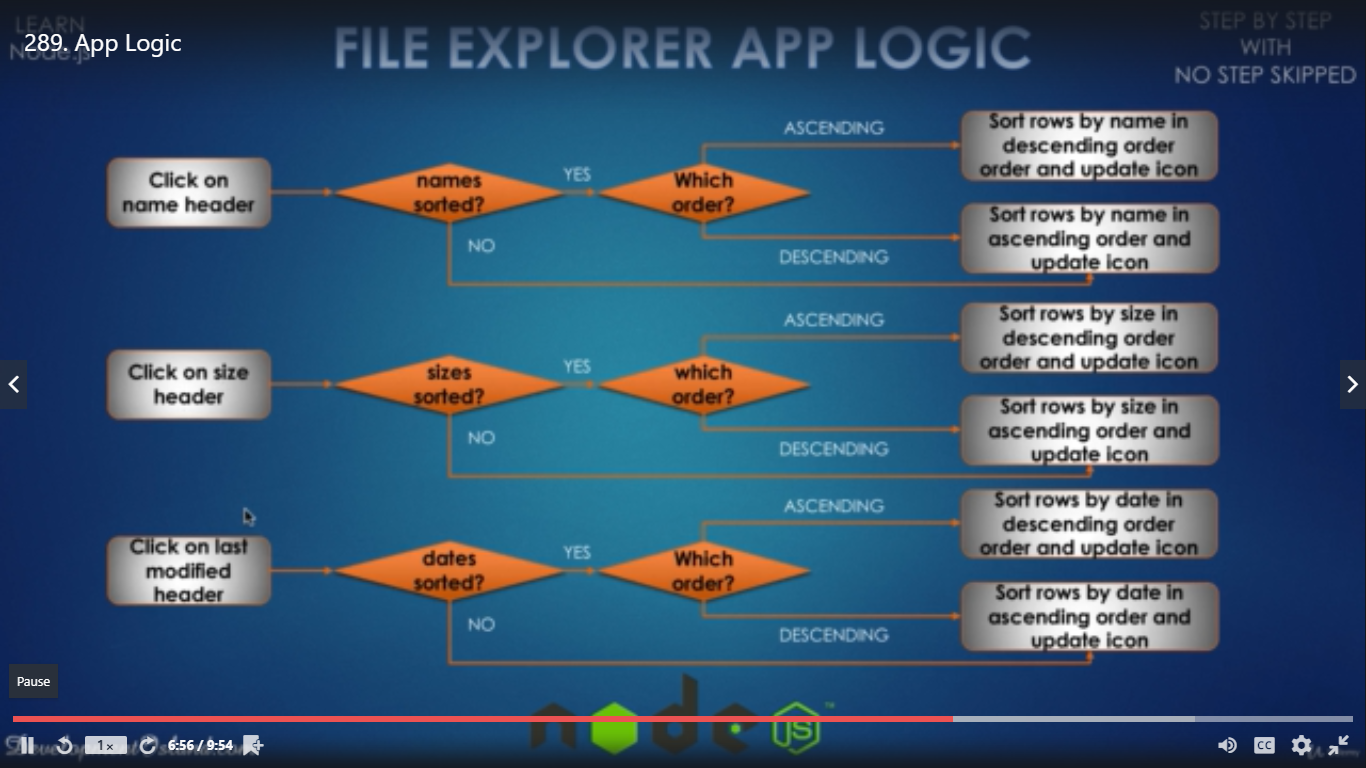 LEARN
Node.js
289. App Logic
FILE EXPLORER APP LOGIC
STEP BY STEP
WITH
NO STEP SKIPPED
Click on
name header
names
sorted?
YES
NO
Which
order?
ASCENDING
DESCENDING
Sort rows by name in
descending order
order and update icon
Sort rows by name in
ascending order and
update icon
Click on size
header
sizes
sorted?
YES
NO
which
order?
ASCENDING
DESCENDING
Sort rows by size in
descending order
order and update icon
Sort rows by size in
ascending order and
update icon
Click on last
modified
header
dates
sorted?
YES
NO
Which
order?
ASCENDING
DESCENDING
Sort rows by date in
descending order
order and update icon
Sort rows by date in
ascending order and
update icon
Pause
node
JS
™
1x
6:56 / 9:54
CC